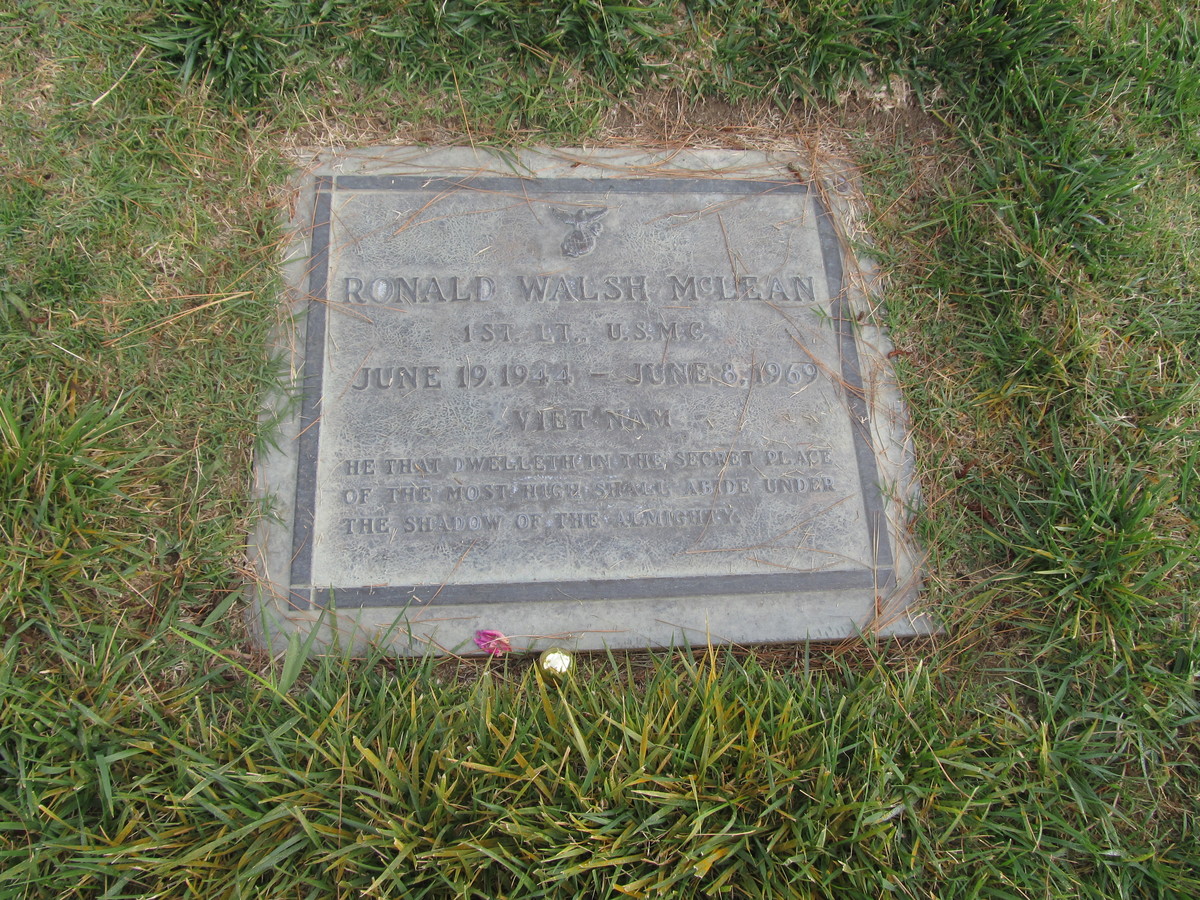 RONALD WALSH McLEAN
1ST. LT., U.S.M.C.
JUNE 19, 1944 – JUNE 8, 1969
VIET NAM
HE THAT DWELLETH IN THE SECRET PLACE
OF THE MOST HIGH SHALL ABIDE UNDER
THE SHADOW OF THE ALMIGHTY.